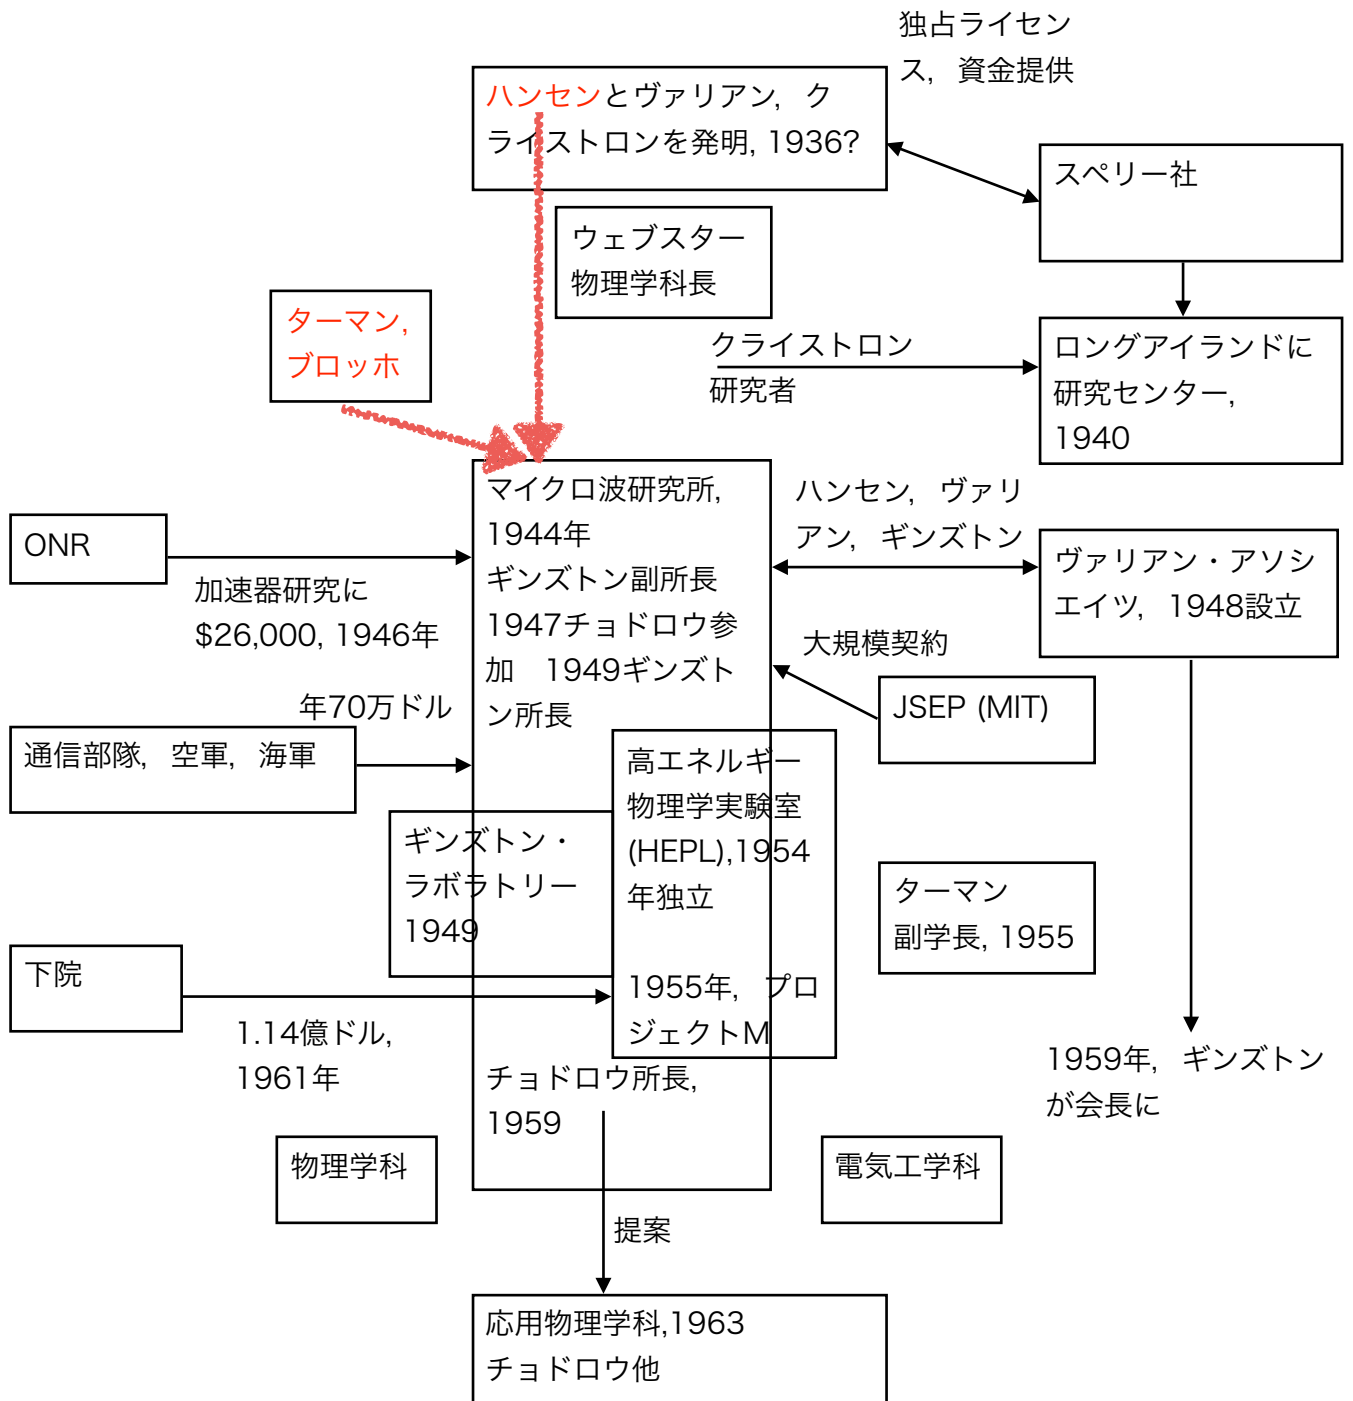 独占ライセン
ス，資金提供
ハンセンとヴァリアン，ク
ライストロンを発明, 1936?
スペリー社
ウェブスター
物理学科長
ターマン,
ブロッホ
クライストロン
研究者
ロングアイランドに
研究センター,
1940
マイクロ波研究所,
1944年
ギンズトン副所長
1947チョドロウ参
加　1949ギンズト
ン所長
ハンセン，ヴァリ
アン，ギンズトン
ONR
加速器研究に
$26,000, 1946年
ヴァリアン・アソシ
エイツ，1948設立
大規模契約
JSEP (MIT)
年70万ドル
通信部隊，空軍，海軍
高エネルギー
物理学実験室
(HEPL),1954
年独立
1955年，プロ
ジェクトM
ギンズトン・
ラボラトリー
1949
ターマン
副学長, 1955
下院
1.14億ドル,
1961年
1959年，ギンズトン
が会長に
チョドロウ所長,
1959
物理学科
電気工学科
提案
応用物理学科,1963
チョドロウ他